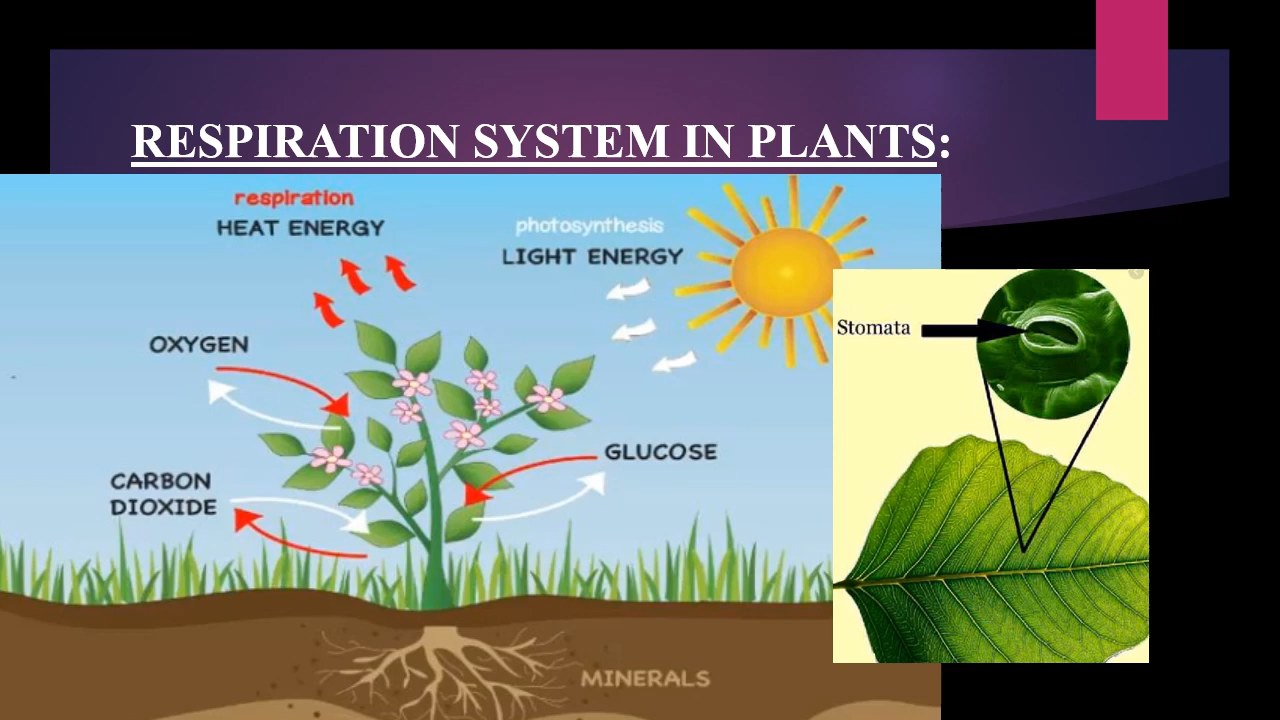 RESPIRATION SYSTEM IN PLANTS:
respiration
HEAT ENERGY
photosynthesis
LIGHT ENERGY
OXYGEN
CARBON
DIOXIDE
GLUCOSE
MINERALS
Stomata